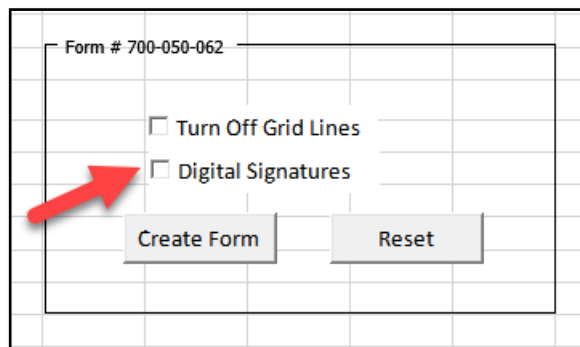 Form # 700-050-062
Turn Off Grid Lines
Digital Signatures
Create Form Reset